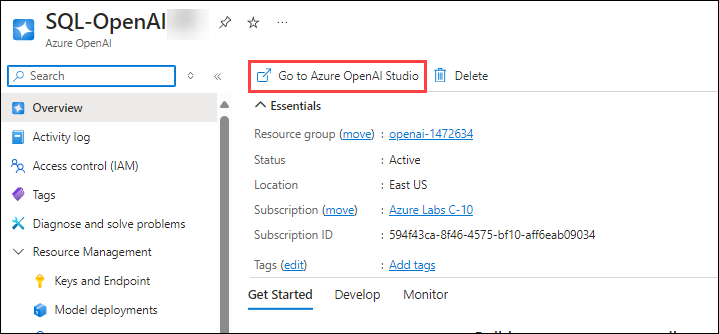 SQL-OpenAI
Azure OpenAI
Search
Overview
Activity log
Access control (IAM)
Tags
Diagnose and solve problems
Resource Management
Keys and Endpoint
Model deployments
Go to Azure OpenAI Studio
Delete
Essentials
Resource group (move) : openai-1472634
Status : Active
Location : East US
Subscription (move) : Azure Labs C-10
Subscription ID : 594f43ca-8f46-4575-bf10-aff6eab09034
Tags (edit) : Add tags
Get Started Develop Monitor